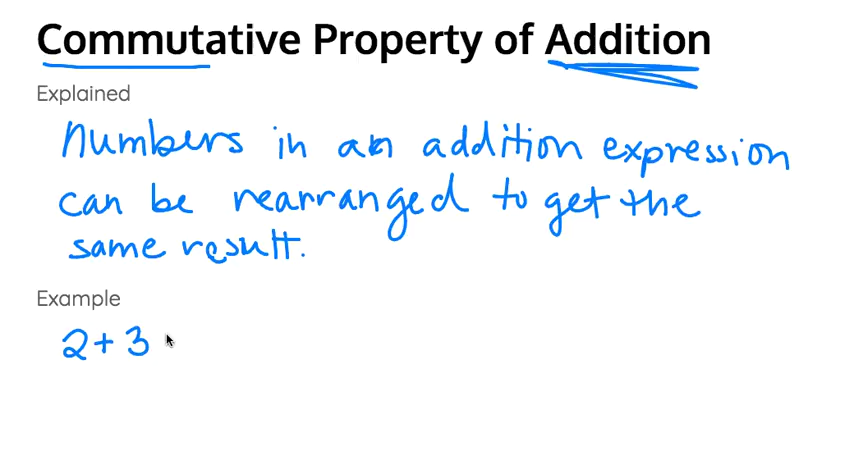 Commutative Property of Addition
Explained
Numbers in an addition expression
can be rearranged to get the
same result.
Example
2+3